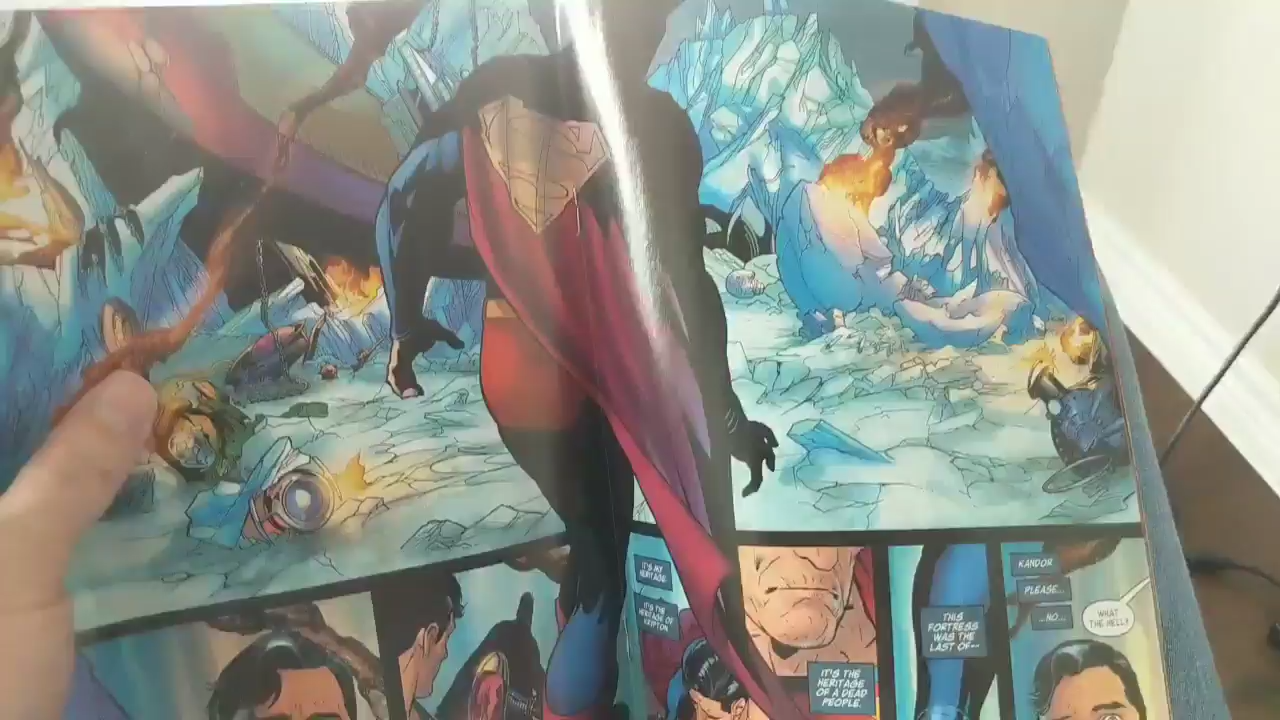 IT'S MY
HERITAGE.
IT'S THE
HERITAGE OF
KRYPTON.
IT'S THE
HERITAGE
OF A DEAD
PEOPLE.
THIS
FORTRESS
WAS THE
LAST OF--
KANDOR
PLEASE...
...NO...
WHAT
THE HELL?